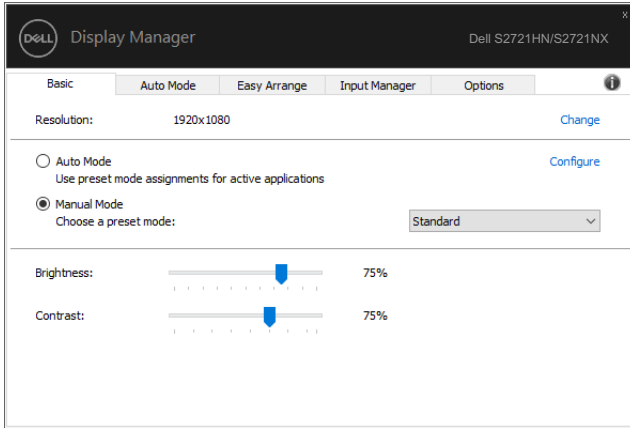 x
DELL Display Manager Dell S2721HN/S2721NX
Basic Auto Mode Easy Arrange Input Manager Options i
Resolution: 1920x1080 Change
Auto Mode Configure
Use preset mode assignments for active applications
Manual Mode
Choose a preset mode: Standard
Brightness: 75%
Contrast: 75%